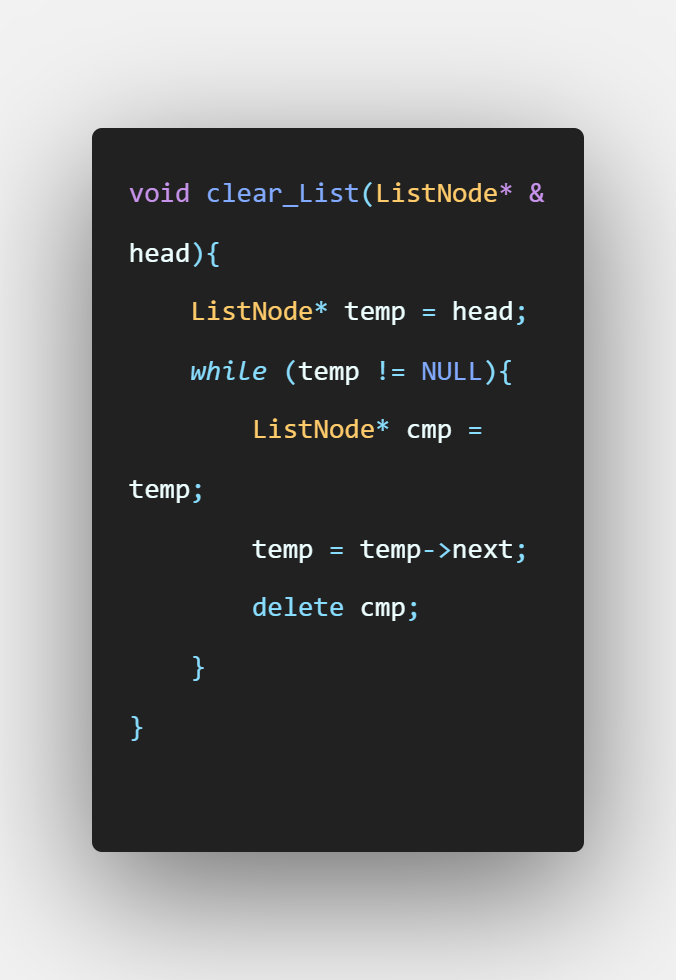 void clear_List(ListNode* &
head){
    ListNode* temp = head;
    while (temp != NULL){
        ListNode* cmp =
temp;
        temp = temp->next;
        delete cmp;
    }
}